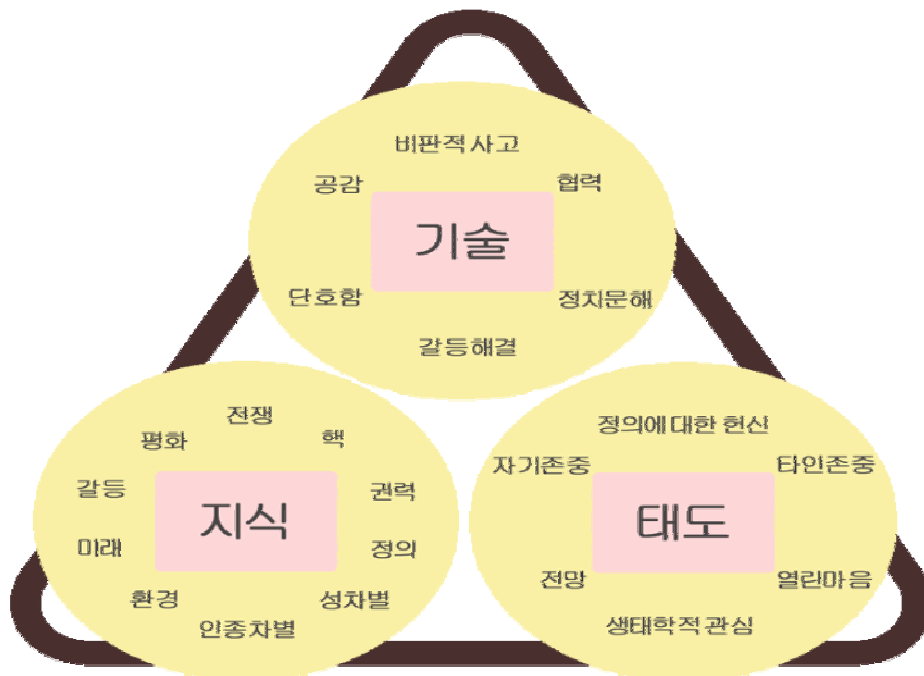 비판적사고
공감
협력
기술
단호함
정치문해
갈등해결
전쟁
평화
핵
갈등
권력
지식
미래
정의
환경
성차별
인종차별
정의에대한 헌신
자기존중
타인존중
태도
전망
열린마음
생태학적관심